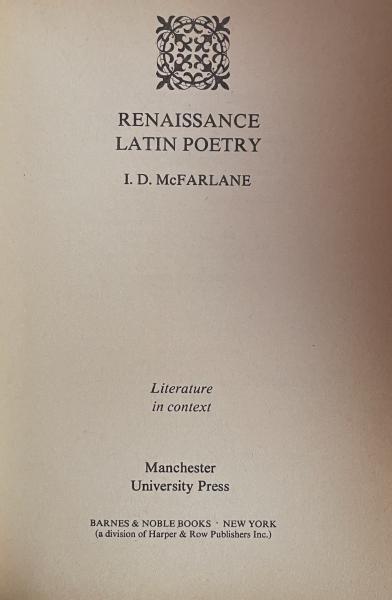 RENAISSANCE
LATIN POETRY
I. D. McFARLANE
Literature
in context
Manchester
University Press
BARNES & NOBLE BOOKS · NEW YORK
(a division of Harper & Row Publishers Inc.)